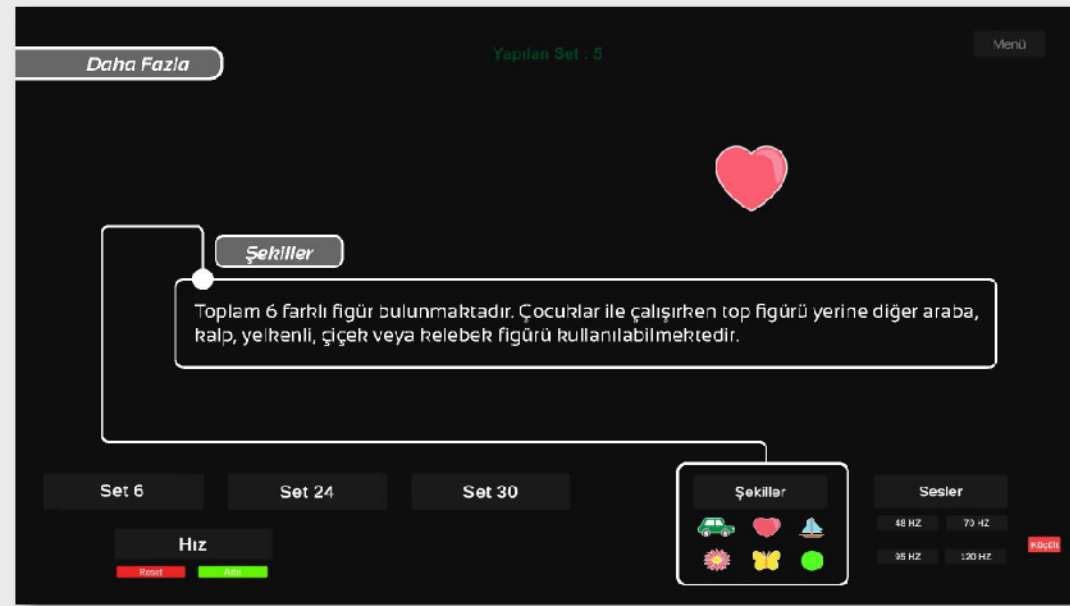 Daha Fazla
Yapılan Set : 5
Menü
Şekiller
Toplam 6 farklı figür bulunmaktadır. Çocuklar ile çalışırken top figürü yerine diğer araba,
kalp, yelkenli, çiçek veya kelebek figürü kullanılabilmektedir.
Set 6
Set 24
Set 30
Şekiller
Sesler
48 HZ
70 HZ
95 HZ
120 HZ
Hız
Reset
Küçült